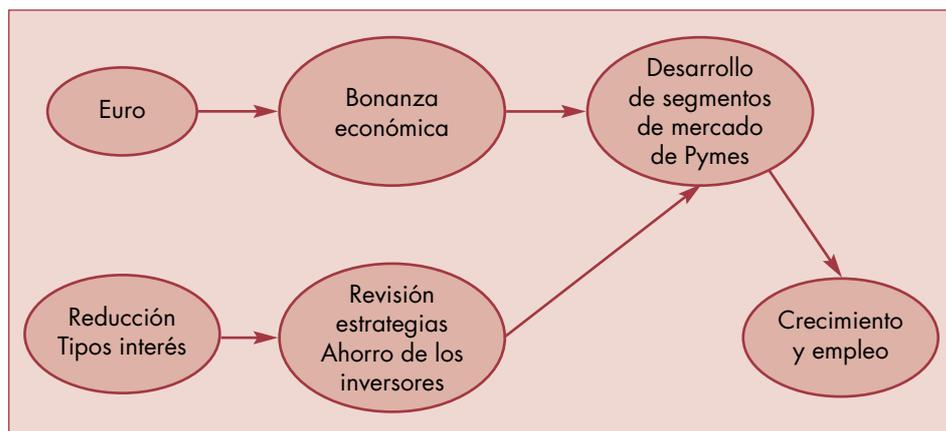 Euro
Bonanza
económica
Desarrollo
de segmentos
de mercado
de Pymes
Reducción
Tipos interés
Revisión
estrategias
Ahorro de los
inversores
Crecimiento
y empleo